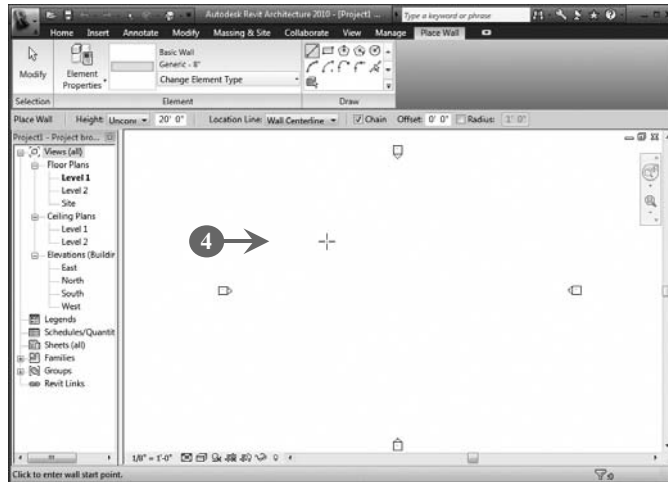 Autodesk Revit Architecture 2010 - [Project1 ...
Type a keyword or phrase
Home Insert Annotate Modify Massing & Site Collaborate View Manage Place Wall
Modify
Element Properties
Basic Wall
Generic - 8"
Change Element Type
Selection Element Draw
Place Wall Height: Unconn 20' 0" Location Line: Wall Centerline Chain Offset: 0' 0" Radius: 1' 0"
Project1 - Project bro...
Views (all)
Floor Plans
Level 1
Level 2
Site
Ceiling Plans
Level 1
Level 2
Elevations (Buildir
East
North
South
West
Legends
Schedules/Quantit
Sheets (all)
Families
Groups
Revit Links
4
1/8" = 1'-0"
Click to enter wall start point.
:0